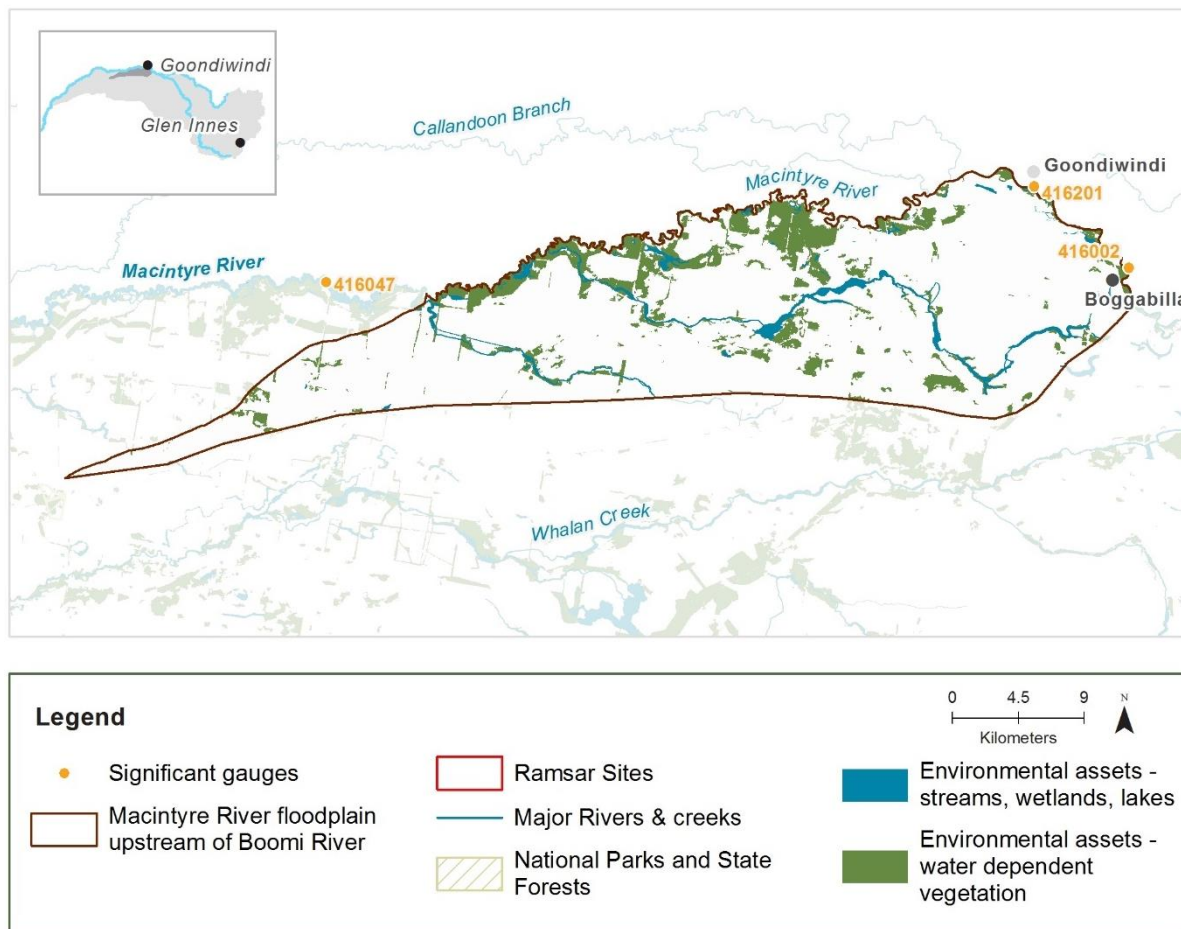 Goondiwindi
Glen Innes
Callandoon Branch
Goondiwindi
Macintyre River
416201
416002
Macintyre River
416047
Boggabilla
Whalan Creek
Legend
0 4.5 9
N
Kilometers
Significant gauges
Macintyre River floodplain
upstream of Boomi River
Ramsar Sites
Major Rivers & creeks
National Parks and State
Forests
Environmental assets -
streams, wetlands, lakes
Environmental assets -
water dependent
vegetation